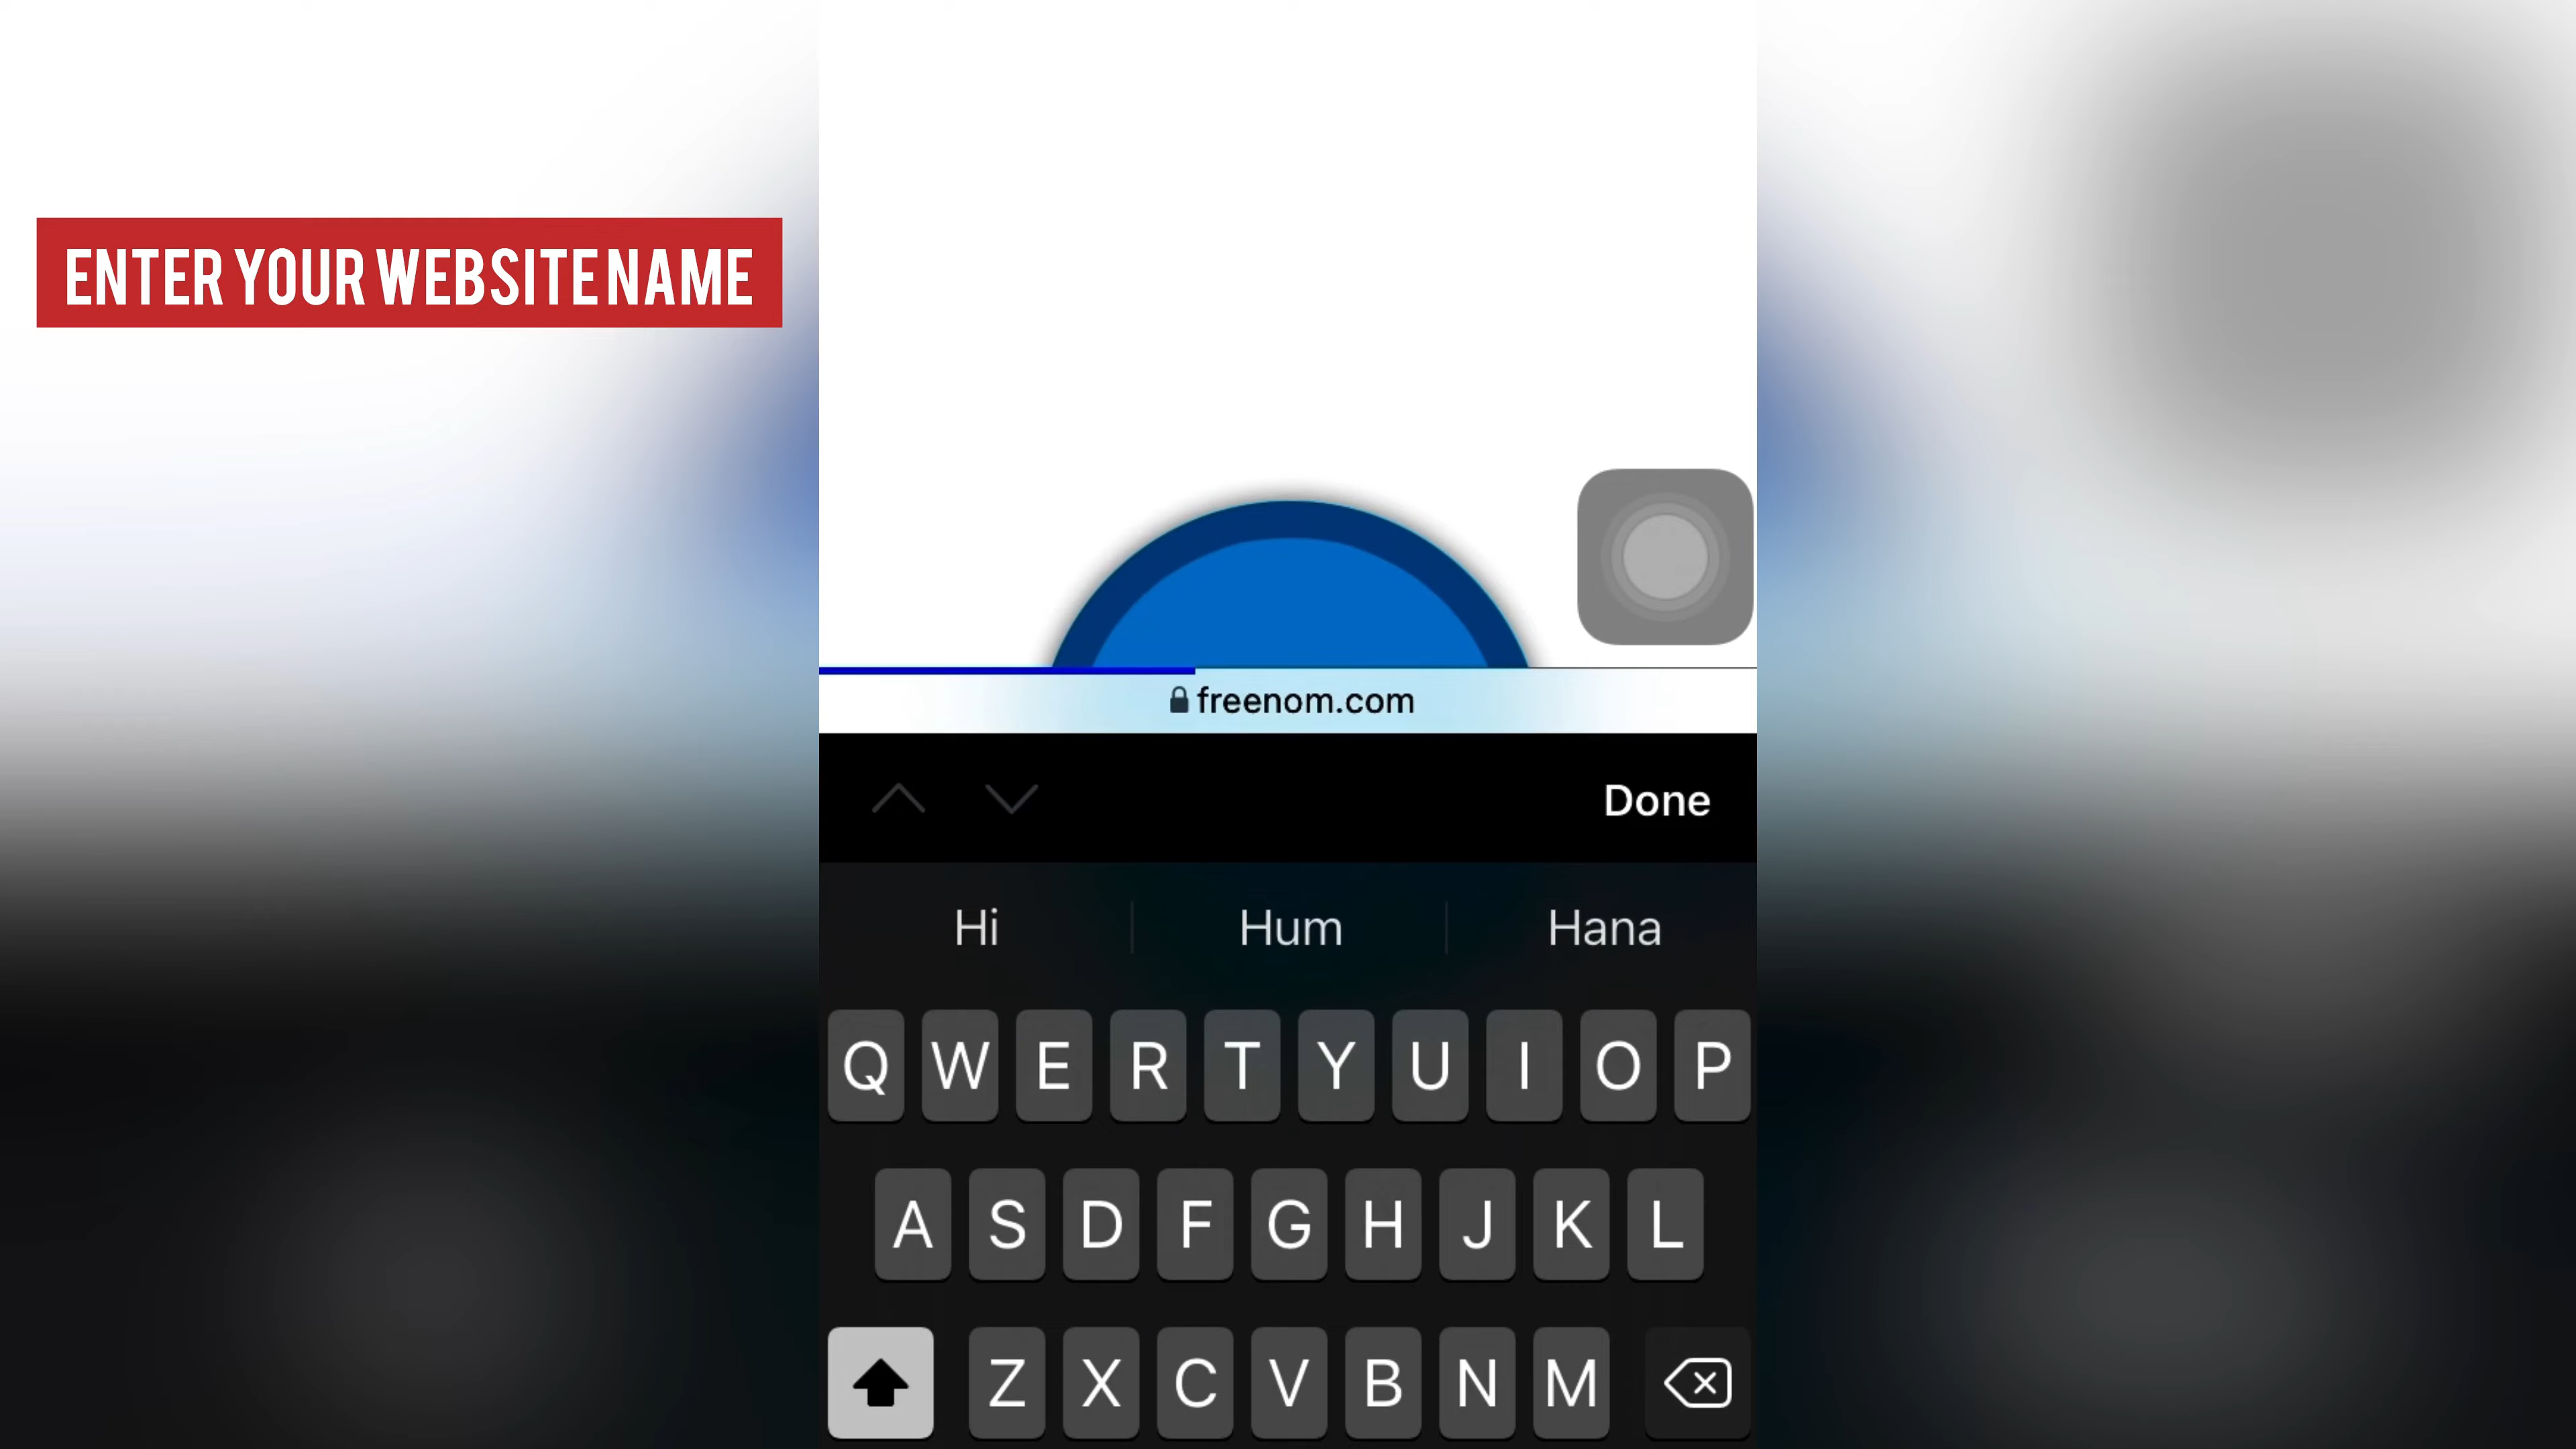 ENTER YOUR WEBSITE NAME
freenom.com
Done
Hi Hum Hana
Q W E R T Y U I O P
A S D F G H J K L
Z X C V B N M